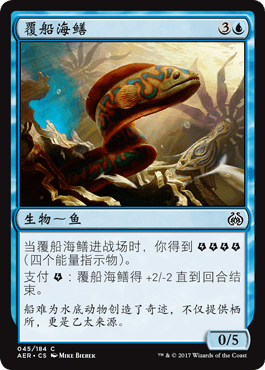 覆船海鳝 3
生物～鱼
当覆船海鳝进战场时，你得到
（四个能量指示物）。
支付 ：覆船海鳝得+2/-2直到回合结
束。
船难为水底动物创造了奇迹，不仅提供栖
所，更是乙太来源。
0/5
045/184 C
AER • CS MIKE BIEREK
™ & © 2017 Wizards of the Coast